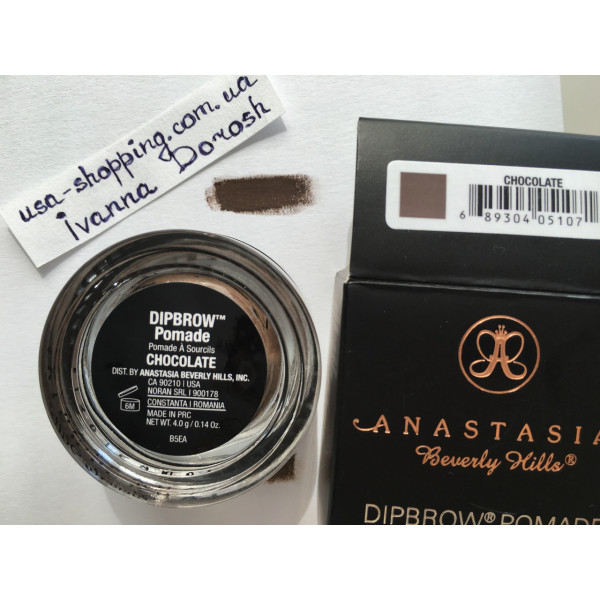 usa-shopping.com.ua
Ivanna Dorosh
CHOCOLATE
6 89304 05107
ANASTASIA
Beverly Hills®
DIPBROW® POMADE
DIPBROW™
Pomade
Pomade À Sourcils
CHOCOLATE
DIST. BY ANASTASIA BEVERLY HILLS, INC.
CA 90210 | USA
NORAN SRL | 900178
CONSTANTA | ROMANIA
6M
MADE IN PRC
NET WT. 4.0 g / 0.14 Oz.
B5EA